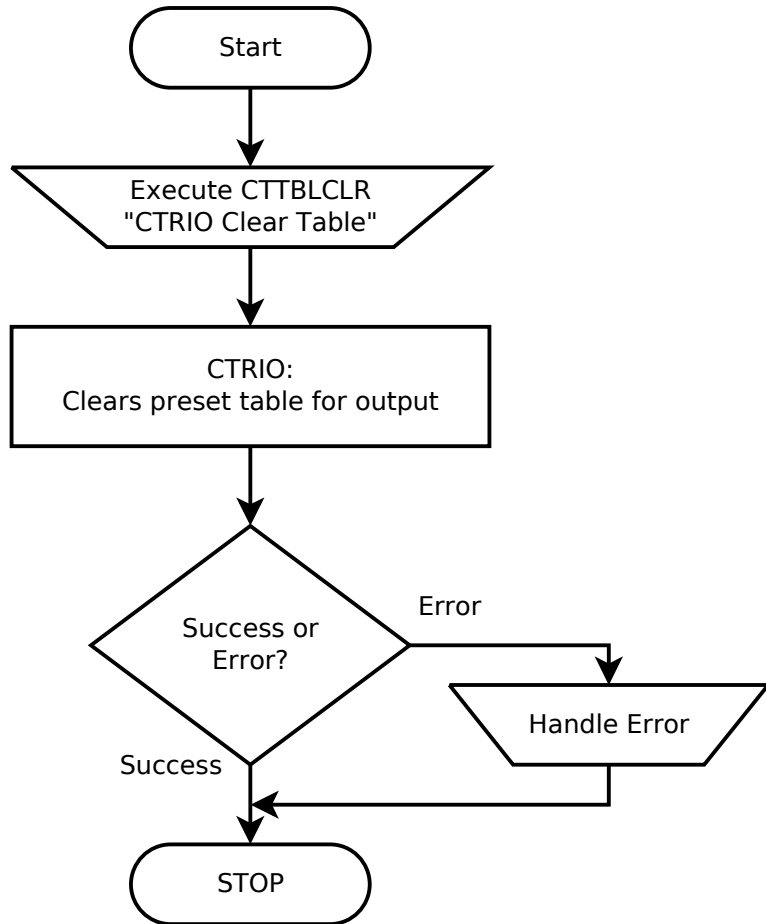 Start
Execute CTTBLCLR
"CTRIO Clear Table"
CTRIO:
Clears preset table for output
Success or
Error?
Error
Handle Error
Success
STOP